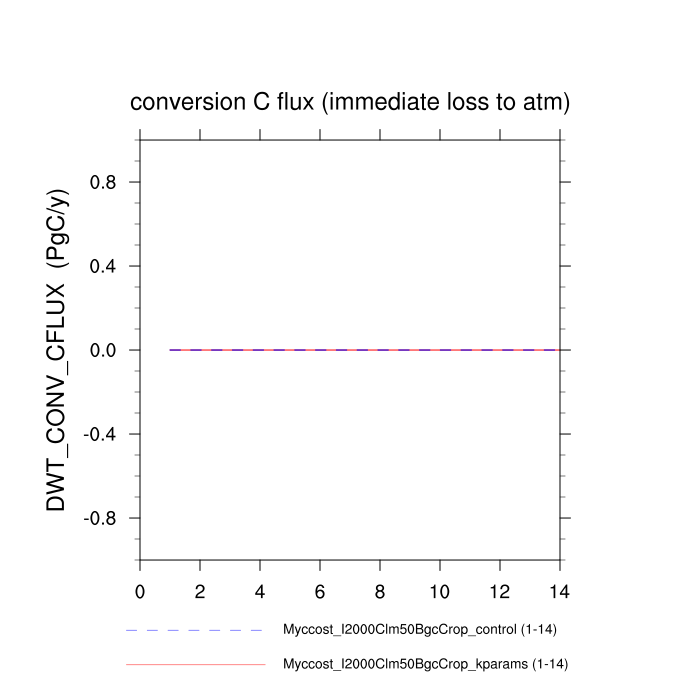 conversion C flux (immediate loss to atm)
DWT_CONV_CFLUX (PgC/y)
0.8
0.4
0.0
-0.4
-0.8
0 2 4 6 8 10 12 14
Myccost_I2000Clm50BgcCrop_control (1-14)
Myccost_I2000Clm50BgcCrop_kparams (1-14)